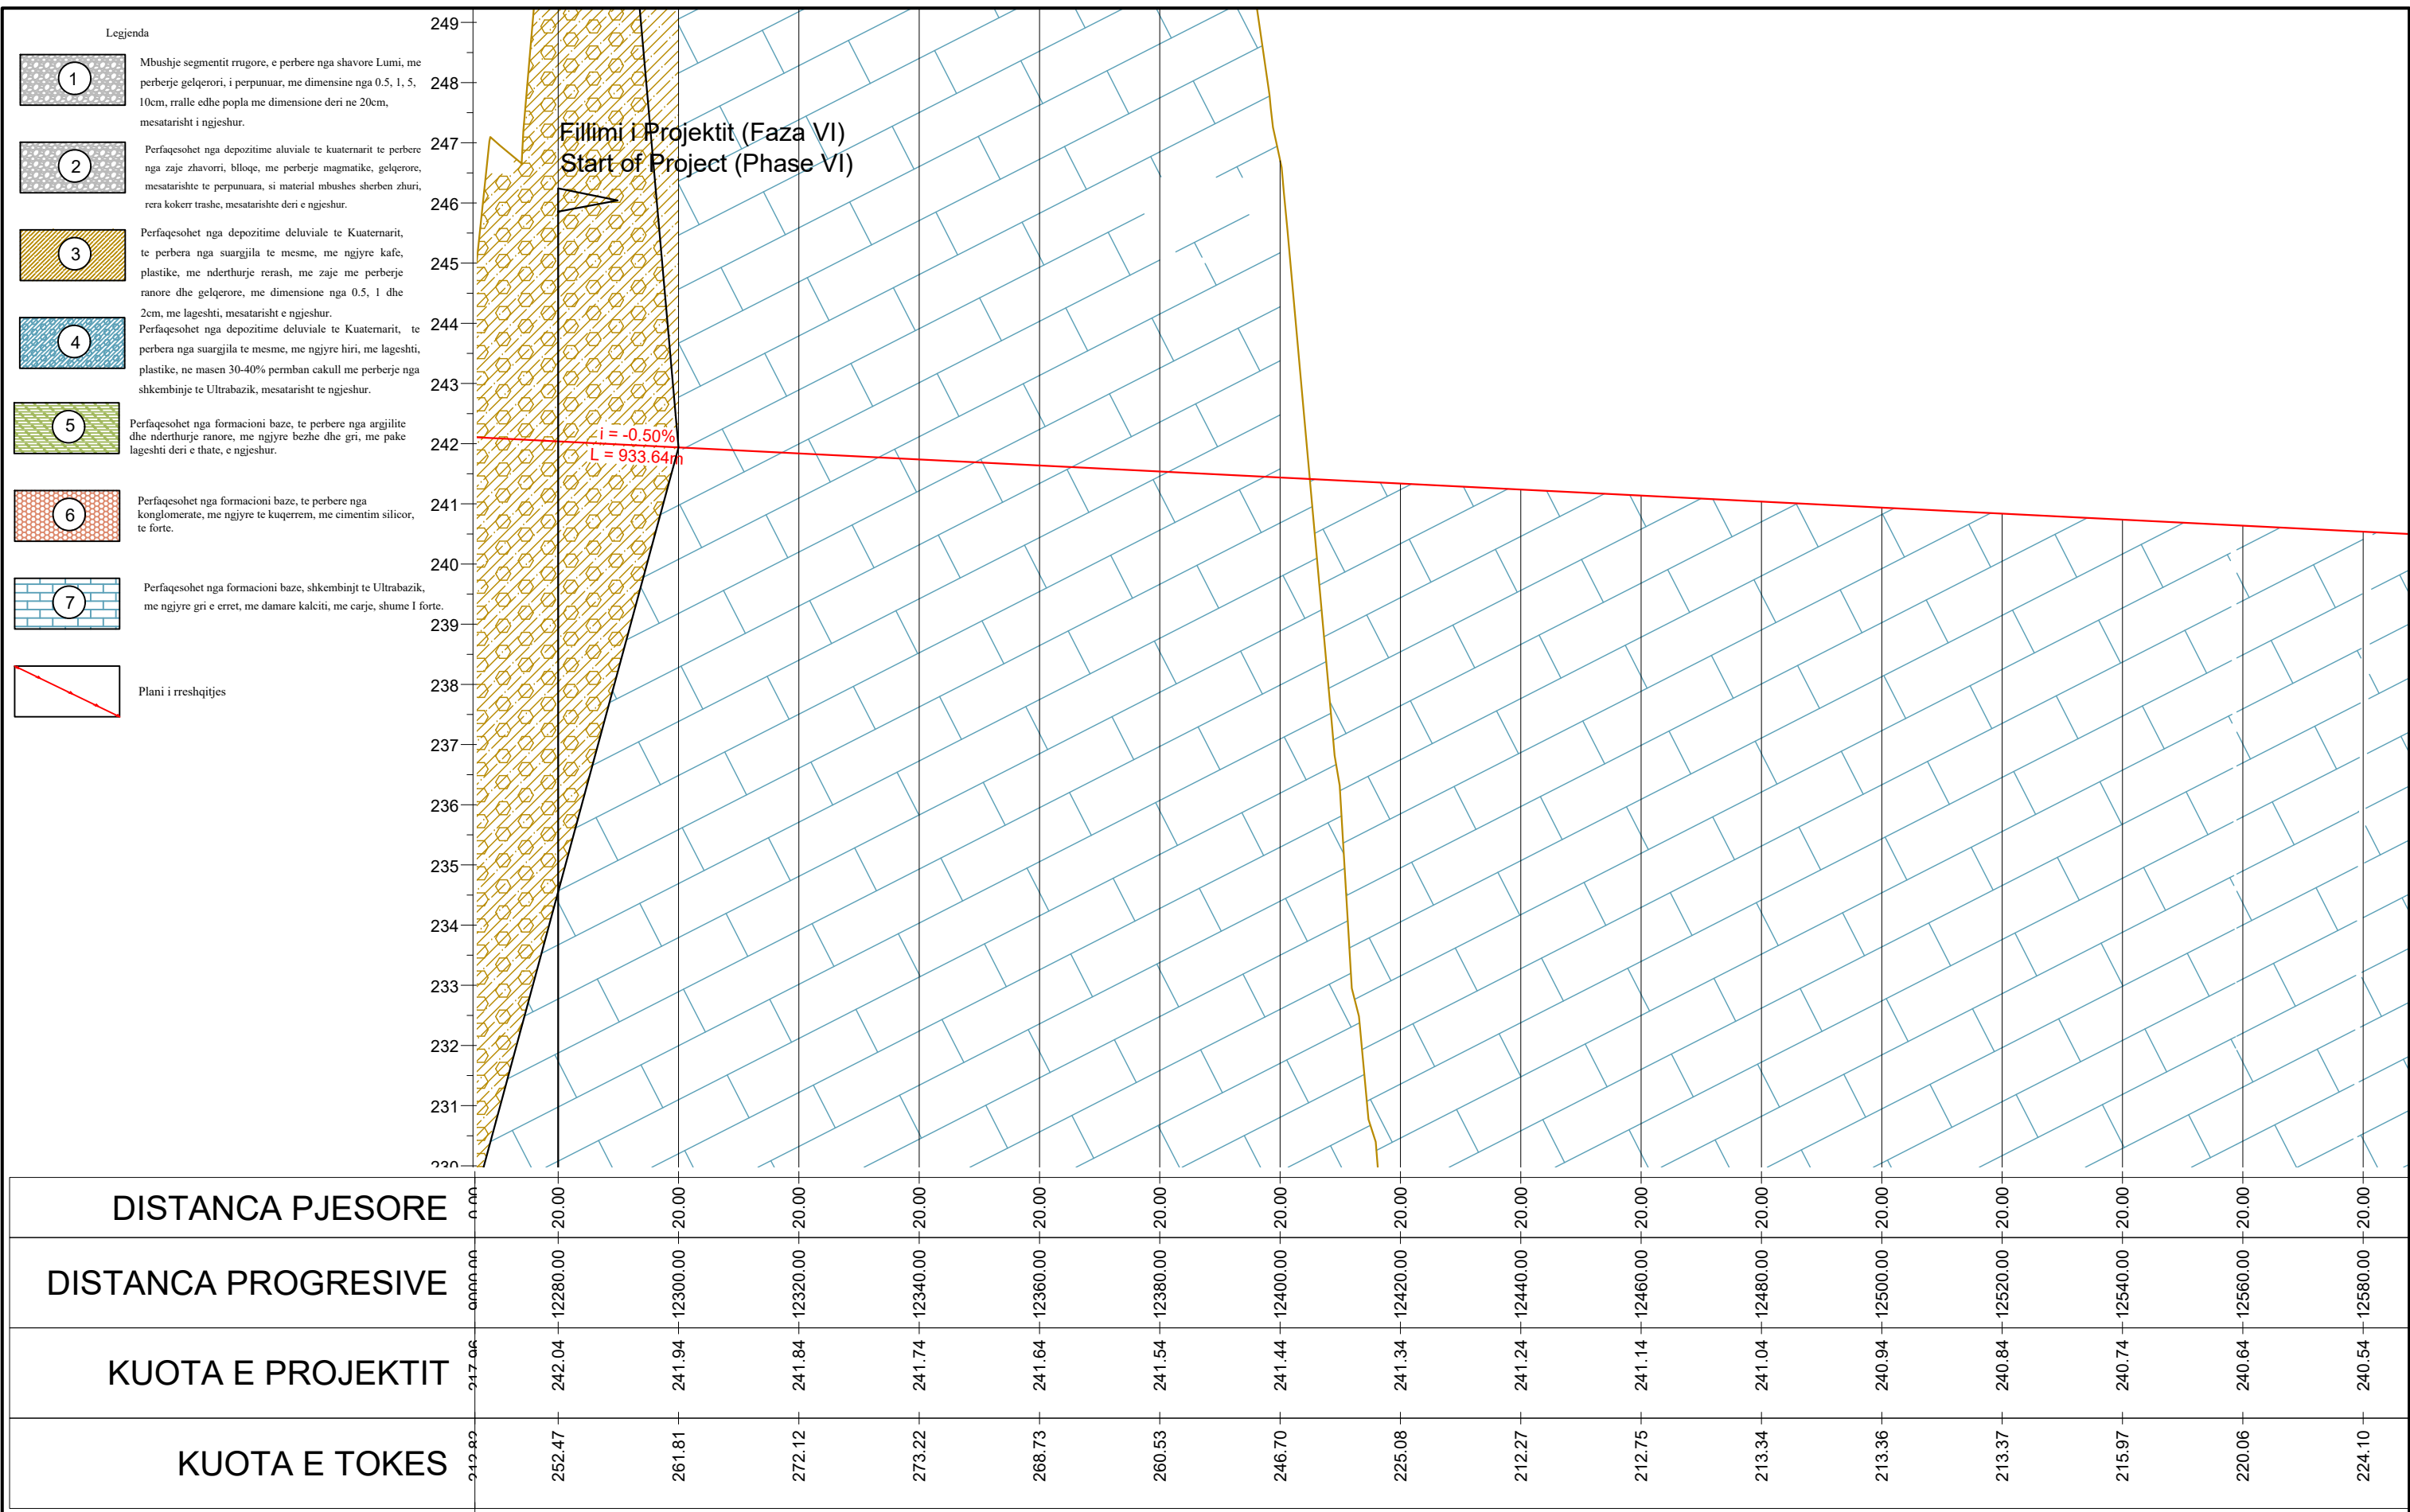 Legjenda
1
Mbushje segmentit rrugore, e perbere nga shavore Lumi, me
perberje gelqerori, i perpunuar, me dimensine nga 0.5, 1, 5,
10cm, rralle edhe popla me dimensione deri ne 20cm,
mesatarisht i ngjeshur.
2
Perfaqesohet nga depozitime aluviale te kuaternarit te perbere
nga zaje zhavorri, blloqe, me perberje magmatike, gelqerore,
mesatarishte te perpunuara, si material mbushes sherben zhuri,
rera kokerr trashe, mesatarishte deri e ngjeshur.
3
Perfaqesohet nga depozitime deluviale te Kuaternarit,
te perbera nga suargjila te mesme, me ngjyre kafe,
plastike, me nderthurje rerash, me zaje me perberje
ranore dhe gelqerore, me dimensione nga 0.5, 1 dhe
2cm, me lageshti, mesatarisht e ngjeshur.
4
Perfaqesohet nga depozitime deluviale te Kuaternarit, te
perbera nga suargjila te mesme, me ngjyre hiri, me lageshti,
plastike, ne masen 30-40% permban cakull me perberje nga
shkembinje te Ultrabazik, mesatarisht te ngjeshur.
5
Perfaqesohet nga formacioni baze, te perbere nga argjilite
dhe nderthurje ranore, me ngjyre bezhe dhe gri, me pake
lageshti deri e thate, e ngjeshur.
6
Perfaqesohet nga formacioni baze, te perbere nga
konglomerate, me ngjyre te kuqerrem, me cimentim silicor,
te forte.
7
Perfaqesohet nga formacioni baze, shkembinjt te Ultrabazik,
me ngjyre gri e erret, me damare kalciti, me carje, shume I forte.
Plani i rreshqitjes
249
248
247
246
245
244
243
242
241
240
239
238
237
236
235
234
233
232
231
230
Fillimi i Projektit (Faza VI)
Start of Project (Phase VI)
i = -0.50%
L = 933.64m
DISTANCA PJESORE 0.00 20.00 20.00 20.00 20.00 20.00 20.00 20.00 20.00 20.00 20.00 20.00 20.00 20.00 20.00 20.00 20.00
DISTANCA PROGRESIVE 12280.00 12300.00 12320.00 12340.00 12360.00 12380.00 124000.00 124420.00 124440.00 124460.00 124480.00 125000.00 125520.00 125540.00 125560.00 125580.00
KUOTA E PROJEKTIT 242.04 241.94 241.84 241.74 241.64 241.54 241.44 241.34 241.24 241.14 241.04 240.94 240.84 240.74 240.64 240.54
KUOTA E TOKES 252.47 261.81 272.12 273.22 268.73 260.53 246.70 225.08 212.27 212.75 213.34 213.36 213.37 215.97 220.06 224.10